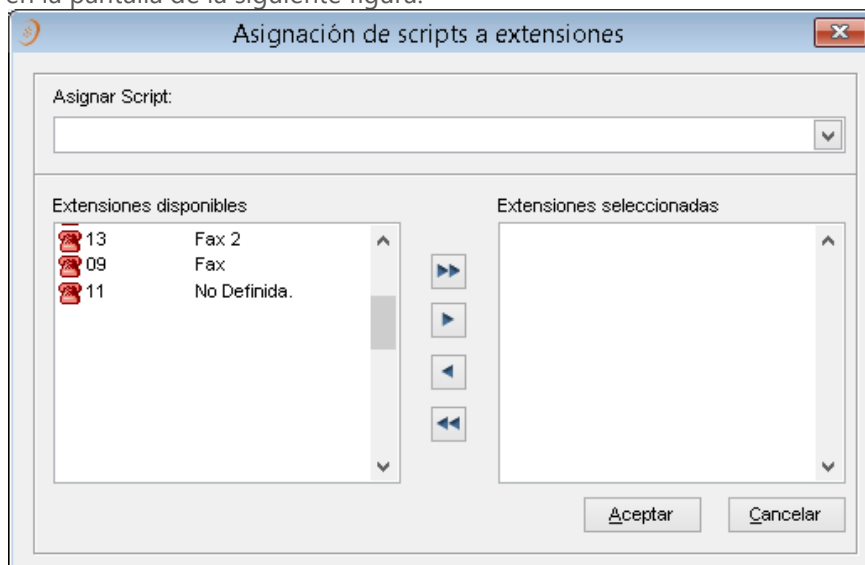 en la pantalla de la siguiente figura.
Asignación de scripts a extensiones
Asignar Script:
Extensiones disponibles
Extensiones seleccionadas
13 Fax 2
09 Fax
11 No Definida.
Aceptar
Cancelar